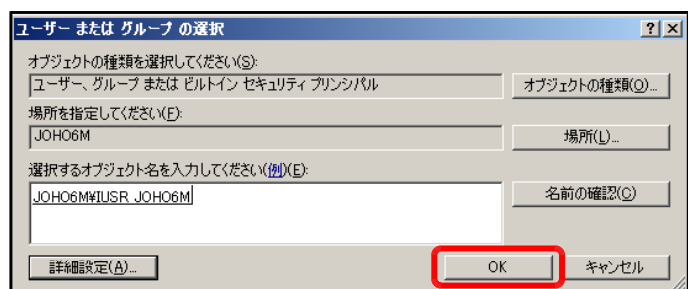 ユーザー または グループ の選択
オブジェクトの種類を選択してください(S):
ユーザー、グループ または ビルトイン セキュリティ プリンシパル
オブジェクトの種類(O)...
場所を指定してください(F):
JOHO6M
場所(L)...
選択するオブジェクト名を入力してください(例)(E):
JOHO6M¥IUSR_JOHO6M
名前の確認(C)
詳細設定(A)...
OK
キャンセル